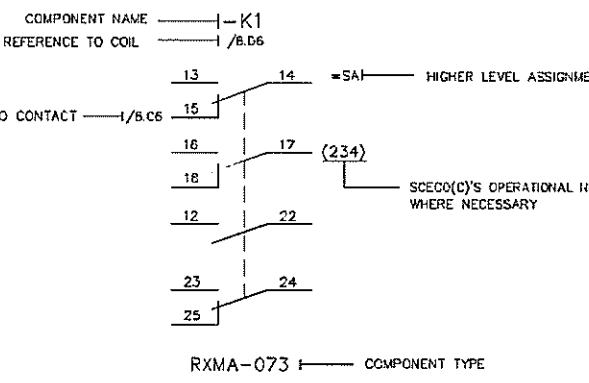 COMPONENT NAME -K1
REFERENCE TO COIL /8.D6
13 14 =SA HIGHER LEVEL ASSIGNME
O CONTACT /8.C6 15
16 17 (234)
18 SCECO(C)'S OPERATIONAL
WHERE NECESSARY
12 22
23 24
25
RXMA-073 COMPONENT TYPE